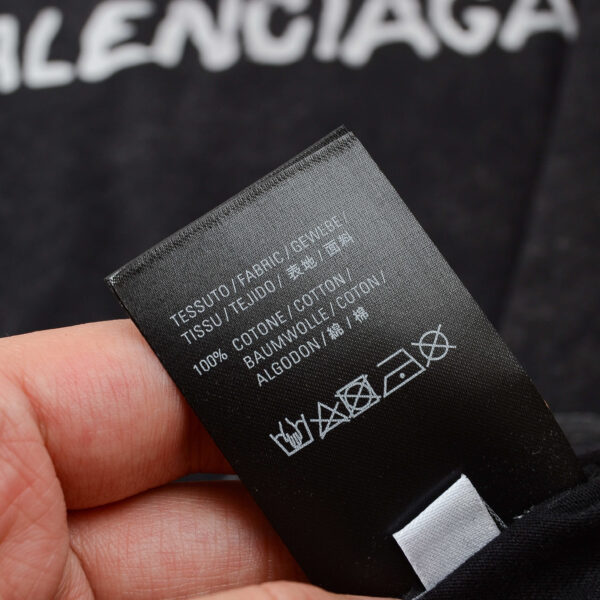 ALENCIAGA
TESSUTO / FABRIC / GEWEBE /
TISSU / TEJIDO / 表地 / 面料
100% COTONE / COTTON /
BAUMWOLLE / COTON /
ALGODON / 綿 / 棉